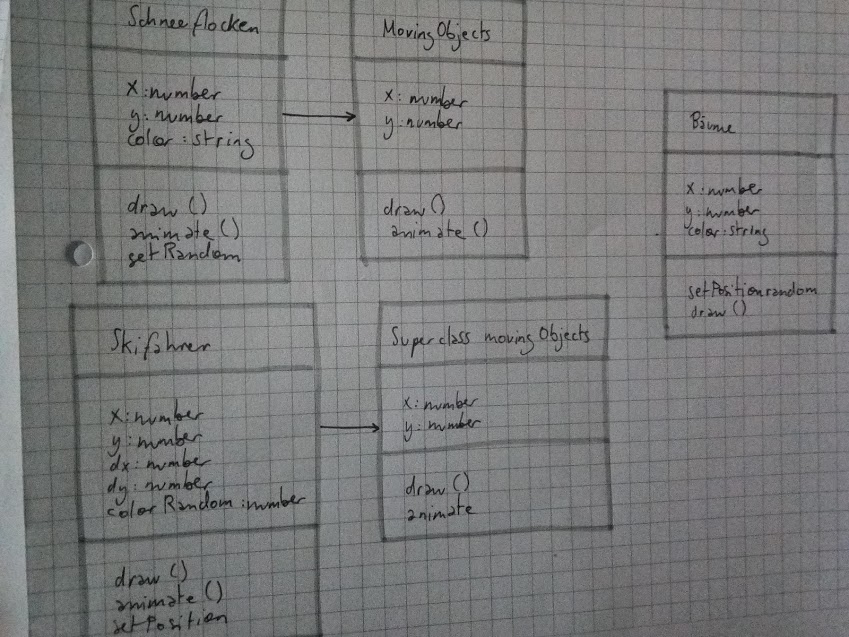 Schneeflocken
x:number
y:number
color:string
draw()
animate()
setRandom
MovingObjects
x: number
y:number
draw()
animate()
Bäume
x:number
y:number
color:string
setPositionrandom
draw()
Skifahrer
x:number
y:number
dx:number
dy:number
colorRandom:number
draw()
animate()
setPosition
Superclass movingObjects
x:number
y:number
draw()
animate